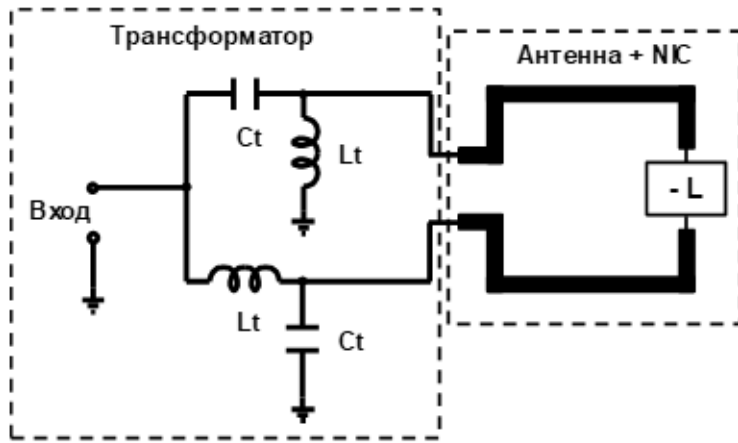 Трансформатор
Антенна + NIC
Ct
Lt
- L
Вход
Lt
Ct